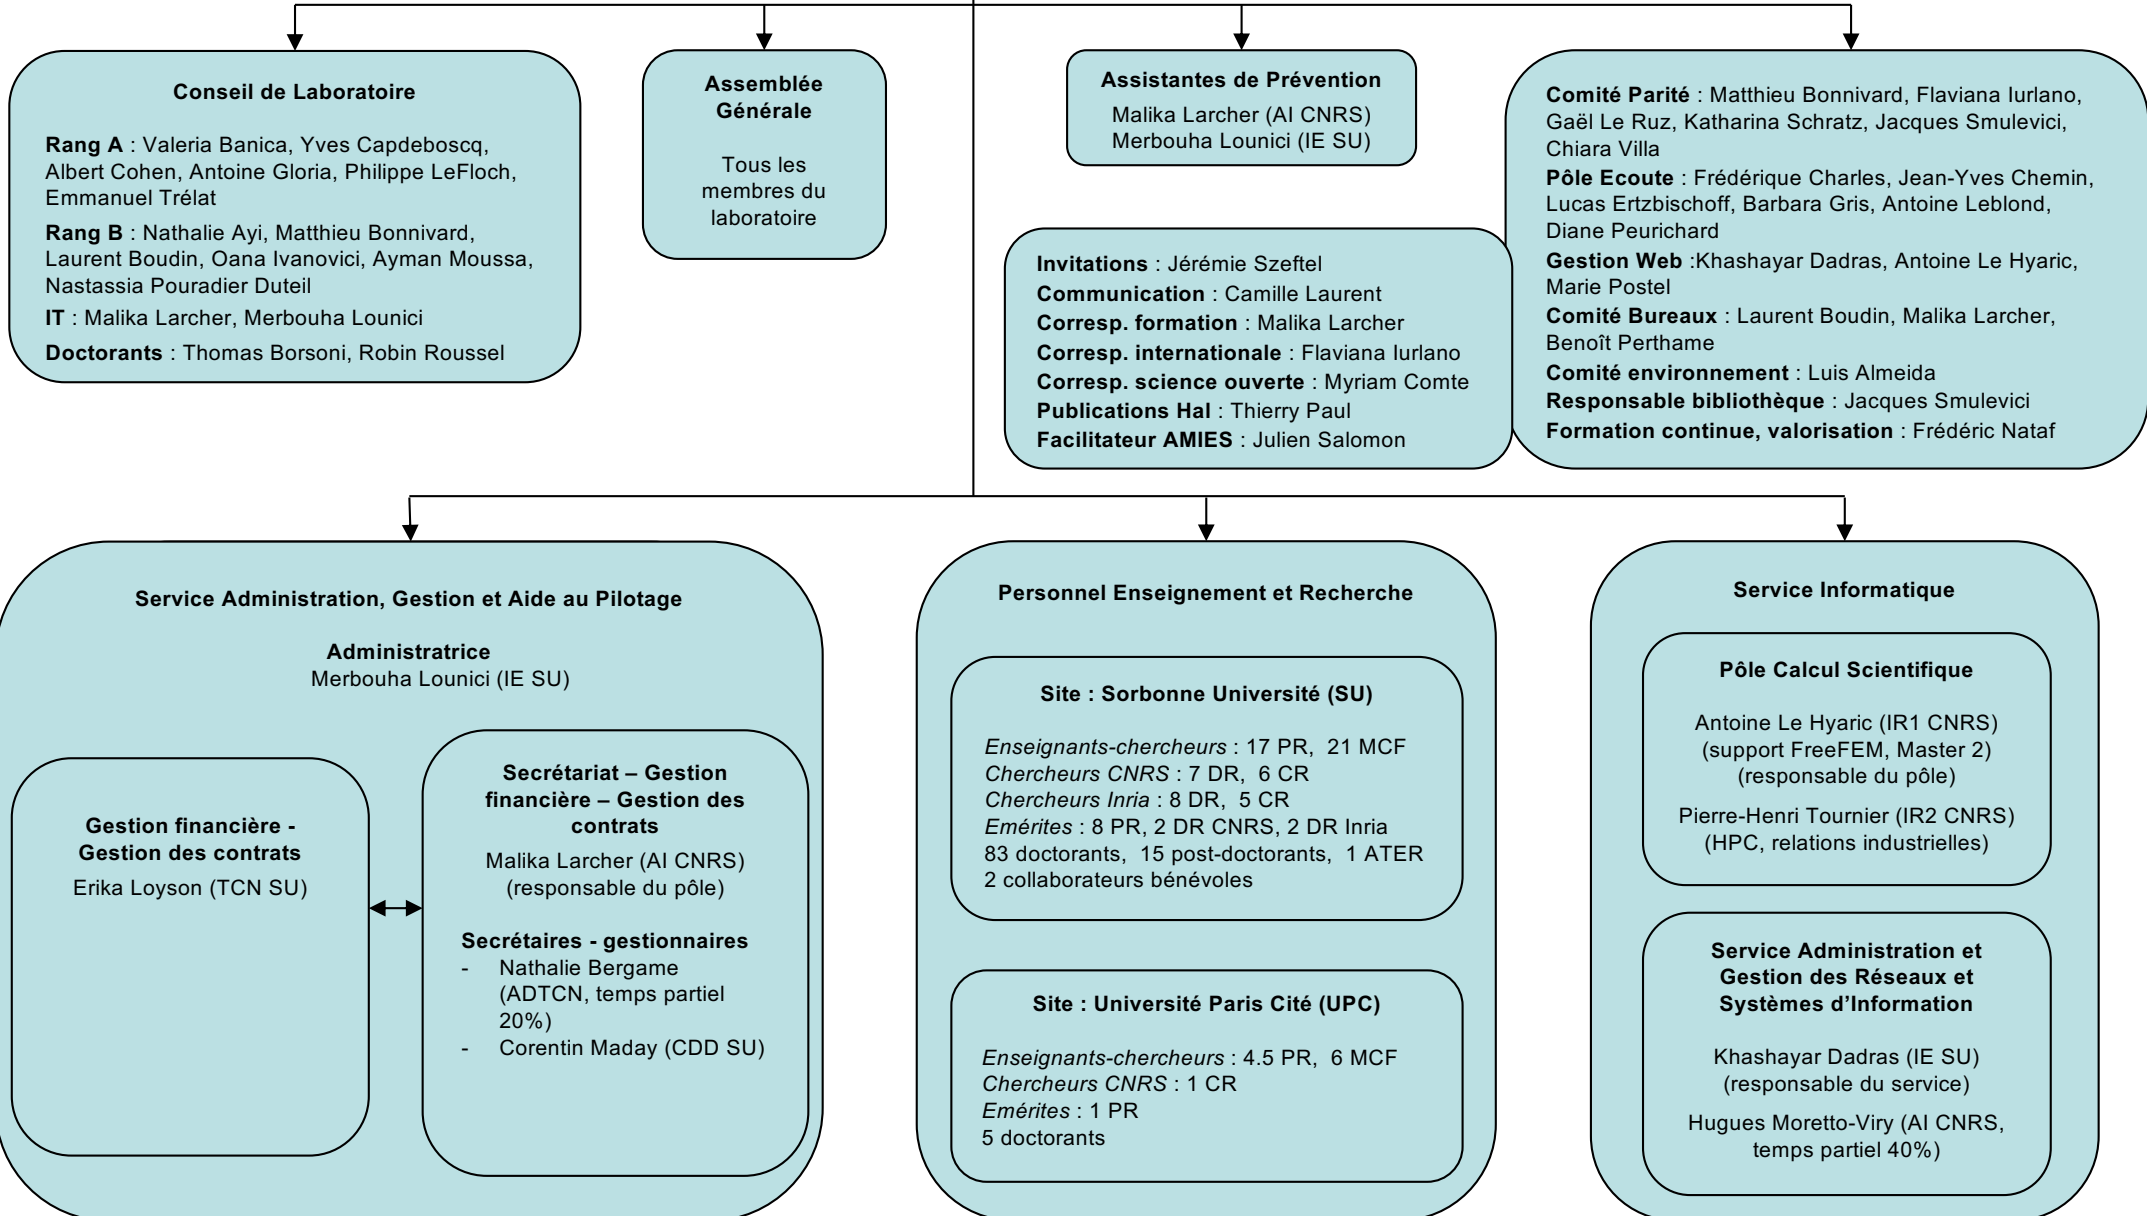 Conseil de Laboratoire
Rang A : Valeria Banica, Yves Capdeboscq,
Albert Cohen, Antoine Gloria, Philippe LeFloch,
Emmanuel Trélat
Rang B : Nathalie Ayi, Matthieu Bonnivard,
Laurent Boudin, Oana Ivanovici, Ayman Moussa,
Nastassia Pouradier Duteil
IT : Malika Larcher, Merbouha Lounici
Doctorants : Thomas Borsoni, Robin Roussel
Assemblée
Générale
Tous les
membres du
laboratoire
Assistantes de Prévention
Malika Larcher (AI CNRS)
Merbouha Lounici (IE SU)
Invitations : Jérémie Szeftel
Communication : Camille Laurent
Corresp. formation : Malika Larcher
Corresp. internationale : Flaviana Iurlano
Corresp. science ouverte : Myriam Comte
Publications Hal : Thierry Paul
Facilitateur AMIES : Julien Salomon
Comité Parité : Matthieu Bonnivard, Flaviana Iurlano,
Gaël Le Ruz, Katharina Schratz, Jacques Smulevici,
Chiara Villa
Pôle Ecoute : Frédérique Charles, Jean-Yves Chemin,
Lucas Ertzbischoff, Barbara Gris, Antoine Leblond,
Diane Peurichard
Gestion Web :Khashayar Dadras, Antoine Le Hyaric,
Marie Postel
Comité Bureaux : Laurent Boudin, Malika Larcher,
Benoît Perthame
Comité environnement : Luis Almeida
Responsable bibliothèque : Jacques Smulevici
Formation continue, valorisation : Frédéric Nataf
Service Administration, Gestion et Aide au Pilotage
Administratrice
Merbouha Lounici (IE SU)
Gestion financière -
Gestion des contrats
Erika Loyson (TCN SU)
Secrétariat – Gestion
financière – Gestion des
contrats
Malika Larcher (AI CNRS)
(responsable du pôle)
Secrétaires - gestionnaires
- Nathalie Bergame
(ADTCN, temps partiel
20%)
- Corentin Maday (CDD SU)
Personnel Enseignement et Recherche
Site : Sorbonne Université (SU)
Enseignants-chercheurs : 17 PR, 21 MCF
Chercheurs CNRS : 7 DR, 6 CR
Chercheurs Inria : 8 DR, 5 CR
Emérites : 8 PR, 2 DR CNRS, 2 DR Inria
83 doctorants, 15 post-doctorants, 1 ATER
2 collaborateurs bénévoles
Site : Université Paris Cité (UPC)
Enseignants-chercheurs : 4.5 PR, 6 MCF
Chercheurs CNRS : 1 CR
Emérites : 1 PR
5 doctorants
Service Informatique
Pôle Calcul Scientifique
Antoine Le Hyaric (IR1 CNRS)
(support FreeFEM, Master 2)
(responsable du pôle)
Pierre-Henri Tournier (IR2 CNRS)
(HPC, relations industrielles)
Service Administration et
Gestion des Réseaux et
Systèmes d’Information
Khashayar Dadras (IE SU)
(responsable du service)
Hugues Moretto-Viry (AI CNRS,
temps partiel 40%)